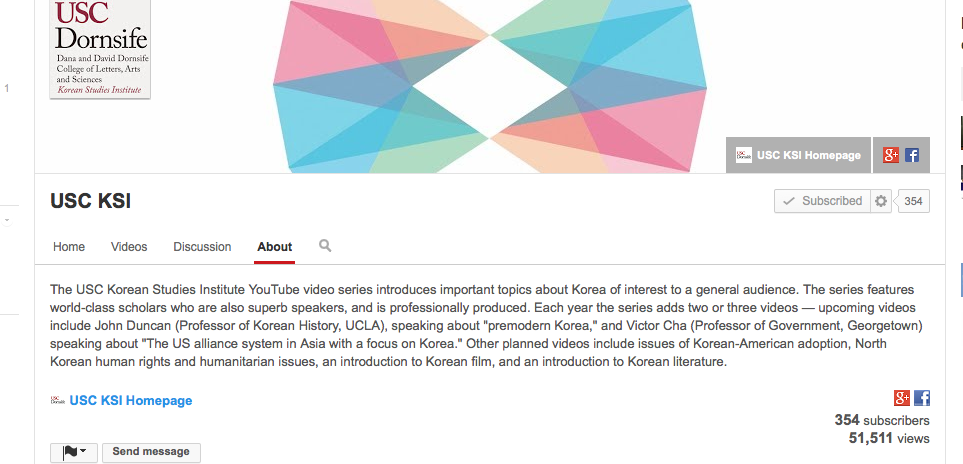 USC
Dornsife
Dana and David Dornsife
College of Letters, Arts
and Sciences
Korean Studies Institute
1
USC KSI Homepage
USC KSI
Subscribed
354
Home Videos Discussion About
The USC Korean Studies Institute YouTube video series introduces important topics about Korea of interest to a general audience. The series features
world-class scholars who are also superb speakers, and is professionally produced. Each year the series adds two or three videos — upcoming videos
include John Duncan (Professor of Korean History, UCLA), speaking about "premodern Korea," and Victor Cha (Professor of Government, Georgetown)
speaking about "The US alliance system in Asia with a focus on Korea." Other planned videos include issues of Korean-American adoption, North
Korean human rights and humanitarian issues, an introduction to Korean film, and an introduction to Korean literature.
USC KSI Homepage
354 subscribers
51,511 views
Send message